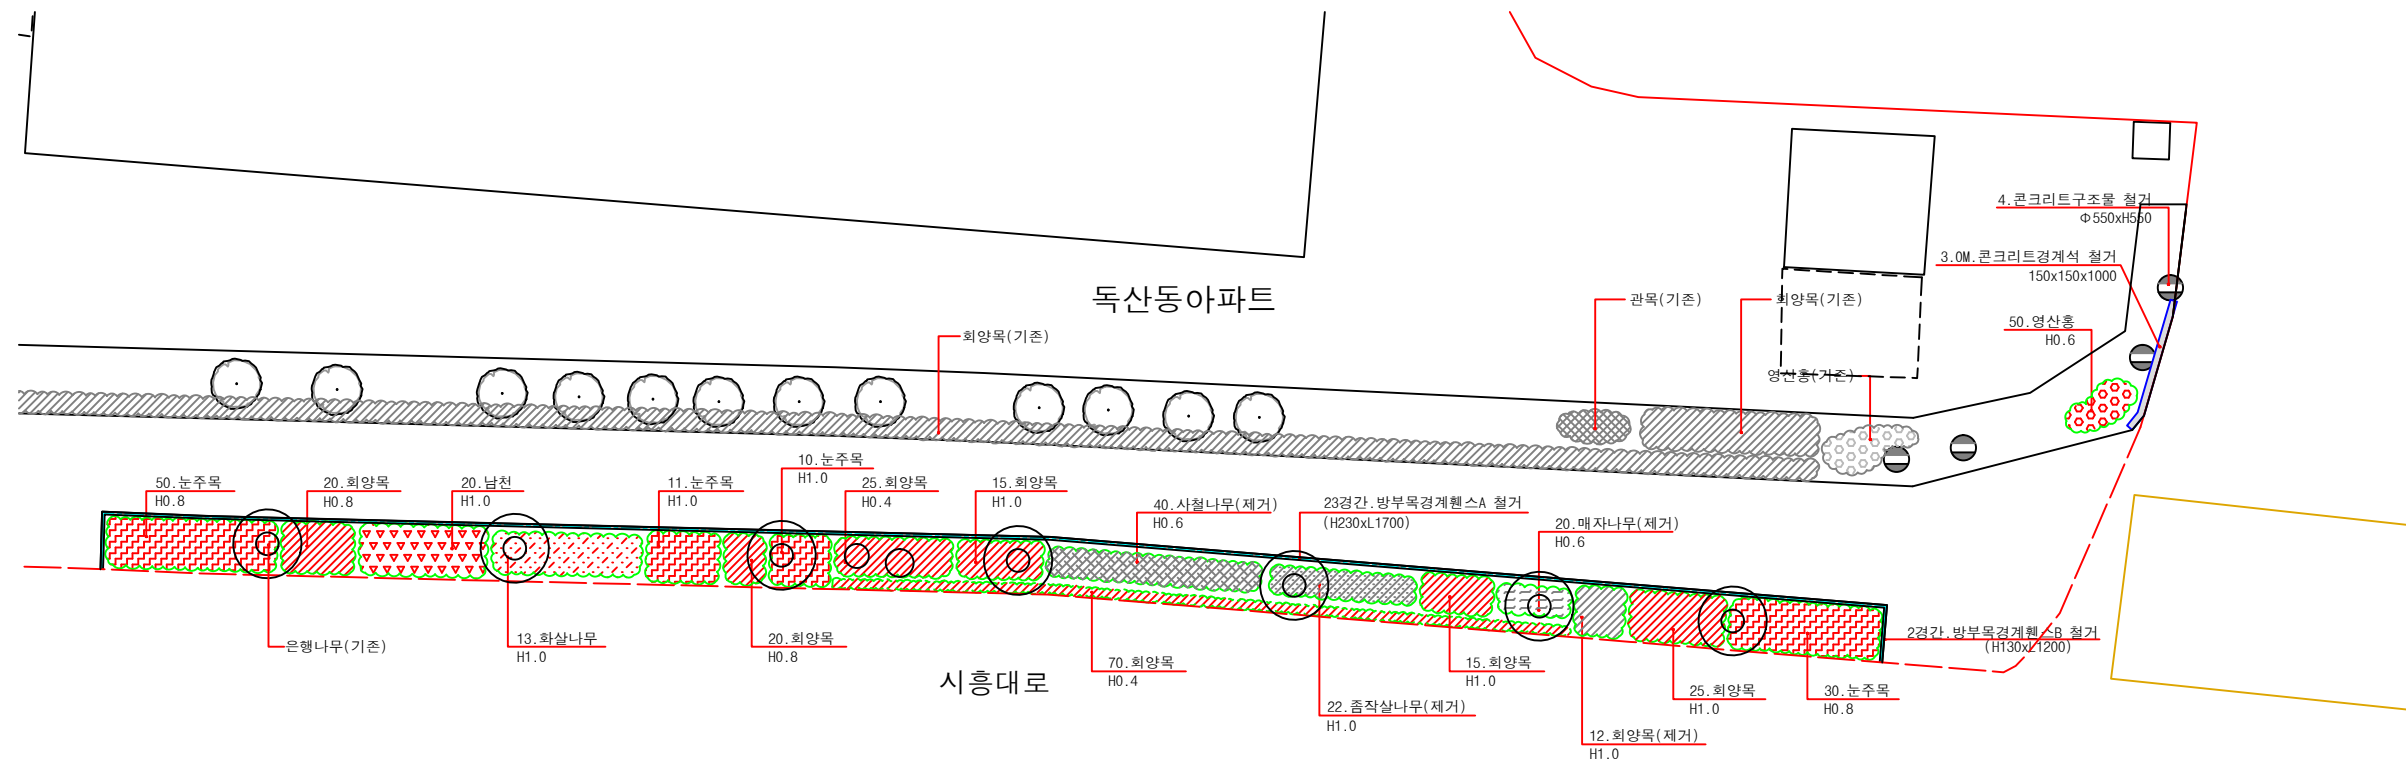 4.콘크리트구조물 철거
Φ550xH550
3.0M.콘크리트경계석 철거
150x150x1000
독산동아파트
관목(기존)
회양목(기존)
50.영산홍
H0.6
회양목(기존)
영산홍(기존)
10.눈주목
H1.0
50.눈주목
H0.8
20.회양목
H0.8
20.남천
H1.0
11.눈주목
H1.0
25.회양목
H0.4
15.회양목
H1.0
40.사철나무(제거)
H0.6
23경간.방부목경계휀스A 철거
(H230xL1700)
20.매자나무(제거)
H0.6
은행나무(기존)
13.화살나무
H1.0
20.회양목
H0.8
시흥대로
70.회양목
H0.4
22.좀작살나무(제거)
H1.0
15.회양목
H1.0
12.회양목(제거)
H1.0
25.회양목
H1.0
30.눈주목
H0.8
2경간.방부목경계휀스B 철거
(H130xL1200)